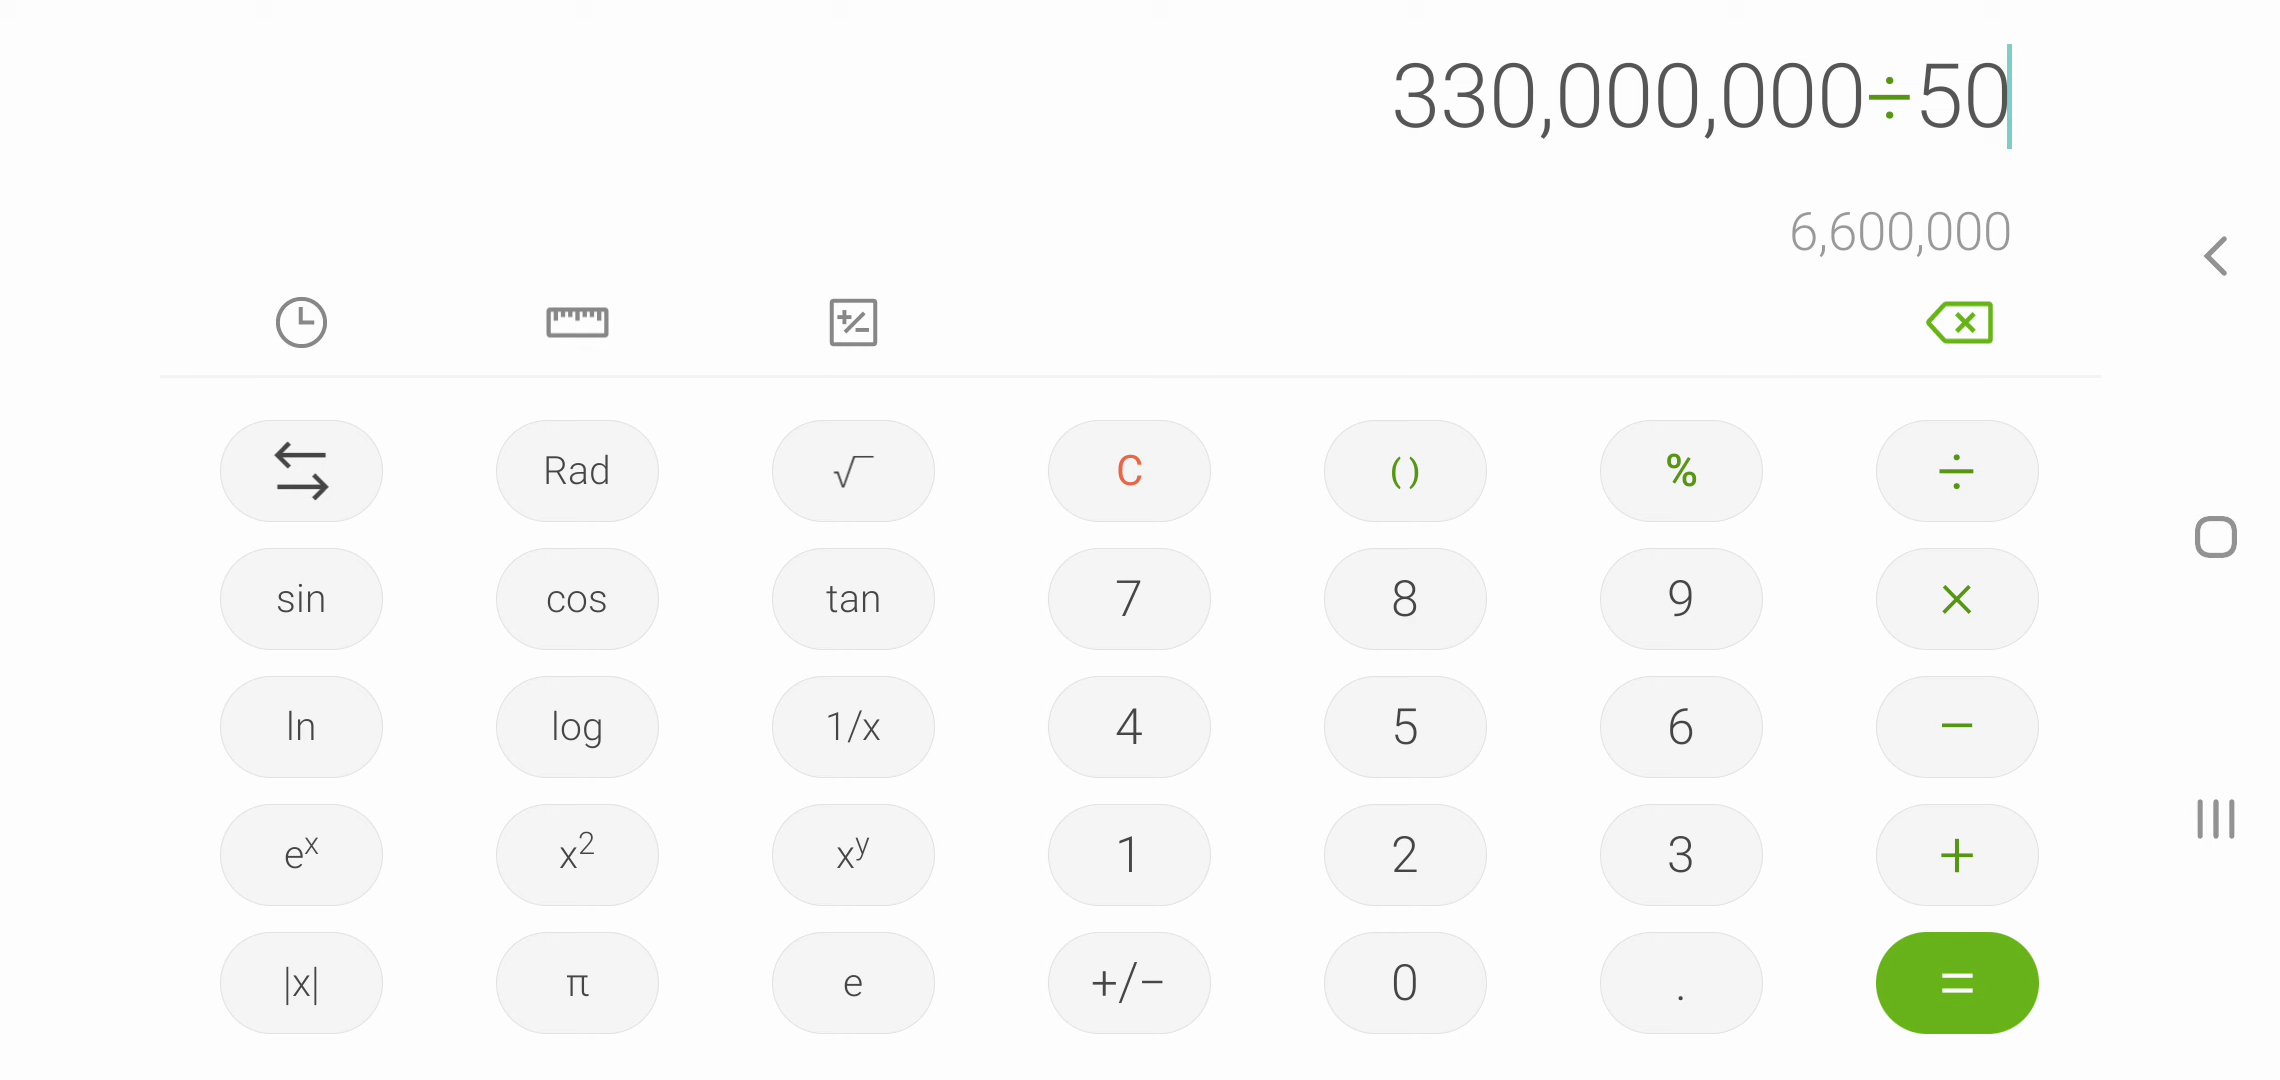 330,000,000÷50
6,600,000
Rad √ C ( ) % ÷
sin cos tan 7 8 9 ×
ln log 1/x 4 5 6 −
eˣ x² xʸ 1 2 3 +
|x| π e +/− 0 . =